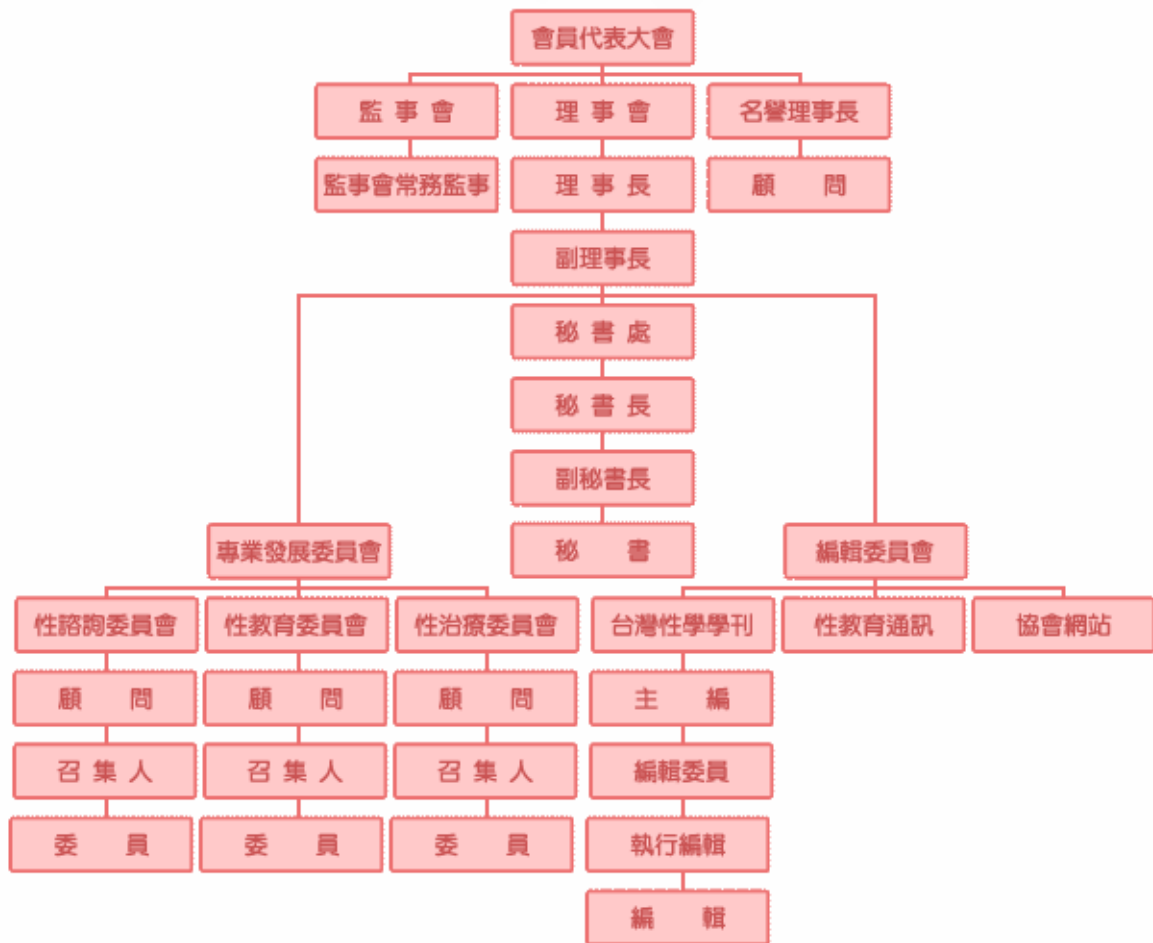 會員代表大會
監事會
理事會
名譽理事長
監事會常務監事
理事長
顧問
副理事長
秘書處
秘書長
副秘書長
專業發展委員會
秘書
編輯委員會
性諮詢委員會
性教育委員會
性治療委員會
台灣性學學刊
性教育通訊
協會網站
顧問
顧問
顧問
主編
召集人
召集人
召集人
編輯委員
委員
委員
委員
執行編輯
編輯